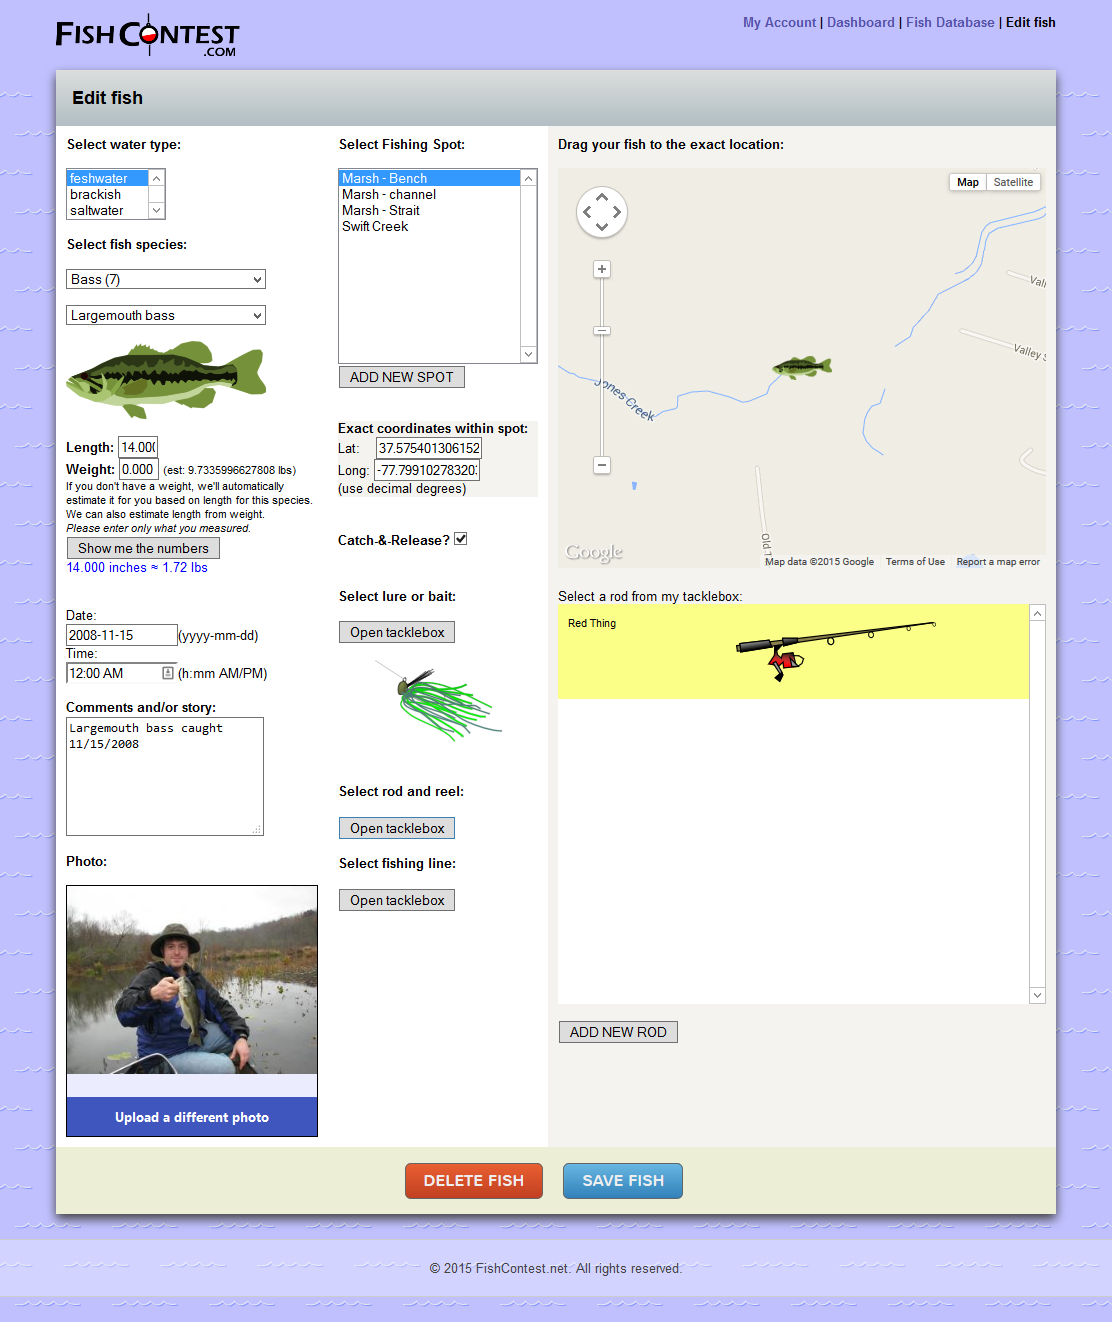 FISH CONTEST
.COM
My Account | Dashboard | Fish Database | Edit fish
Edit fish
Select water type:
feshwater
brackish
saltwater
Select fish species:
Bass (7)
Largemouth bass
Length: 14.000
Weight: 0.000 (est: 9.7335996627808 lbs)
If you don't have a weight, we'll automatically
estimate it for you based on length for this species.
We can also estimate length from weight.
Please enter only what you measured.
Show me the numbers
14.000 inches ≈ 1.72 lbs
Date:
2008-11-15 (yyyy-mm-dd)
Time:
12:00 AM (h:mm AM/PM)
Comments and/or story:
Largemouth bass caught
11/15/2008
Photo:
Upload a different photo
Select Fishing Spot:
Marsh - Bench
Marsh - channel
Marsh - Strait
Swift Creek
ADD NEW SPOT
Exact coordinates within spot:
Lat: 37.575401306152
Long: -77.79910278320
(use decimal degrees)
Catch-&-Release?
Select lure or bait:
Open tacklebox
Select rod and reel:
Open tacklebox
Select fishing line:
Open tacklebox
Drag your fish to the exact location:
Map Satellite
Vall
Valley S
Jones Creek
Old
Google
Map data ©2015 Google Terms of Use Report a map error
Select a rod from my tacklebox:
Red Thing
ADD NEW ROD
DELETE FISH SAVE FISH
© 2015 FishContest.net. All rights reserved.